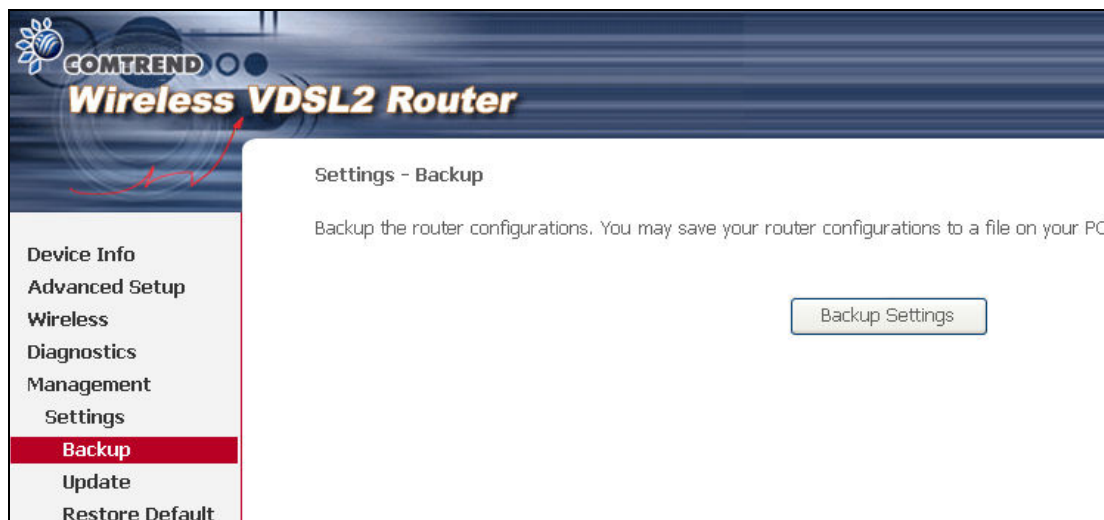 COMTREND
Wireless VDSL2 Router
Settings - Backup
Backup the router configurations. You may save your router configurations to a file on your PC
Backup Settings
Device Info
Advanced Setup
Wireless
Diagnostics
Management
Settings
Backup
Update
Restore Default